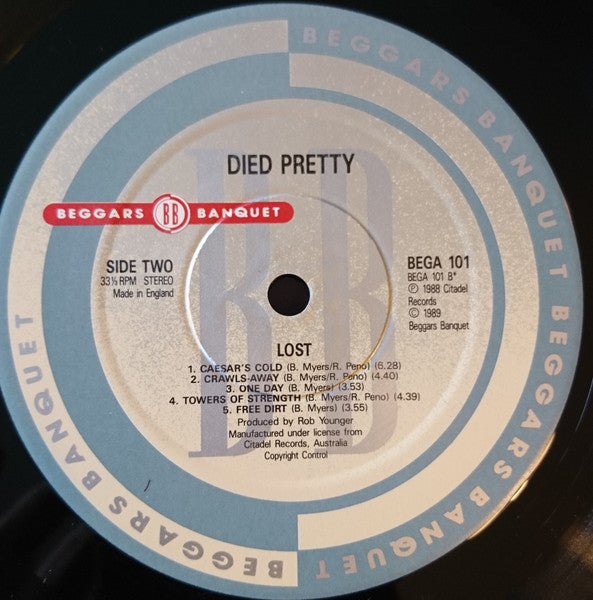 BEGGARS BANQUET BEGGARS BANQUET
BEGGARS BANQUET
DIED PRETTY
BEGGARS BB BANQUET
SIDE TWO
33⅓ RPM STEREO
Made in England
BEGA 101
BEGA 101 B*
Ⓟ 1988 Citadel
Records
© 1989
Beggars Banquet
LOST
1. CAESAR'S COLD (B. Myers/R. Peno) (6.28)
2. CRAWLS-AWAY (B. Myers/R. Peno) (4.40)
3. ONE DAY (B. Myers) (3.53)
4. TOWERS OF STRENGTH (B. Myers/R. Peno) (4.39)
5. FREE DIRT (B. Myers) (3.55)
Produced by Rob Younger
Manufactured under license from
Citadel Records, Australia
Copyright Control
BB